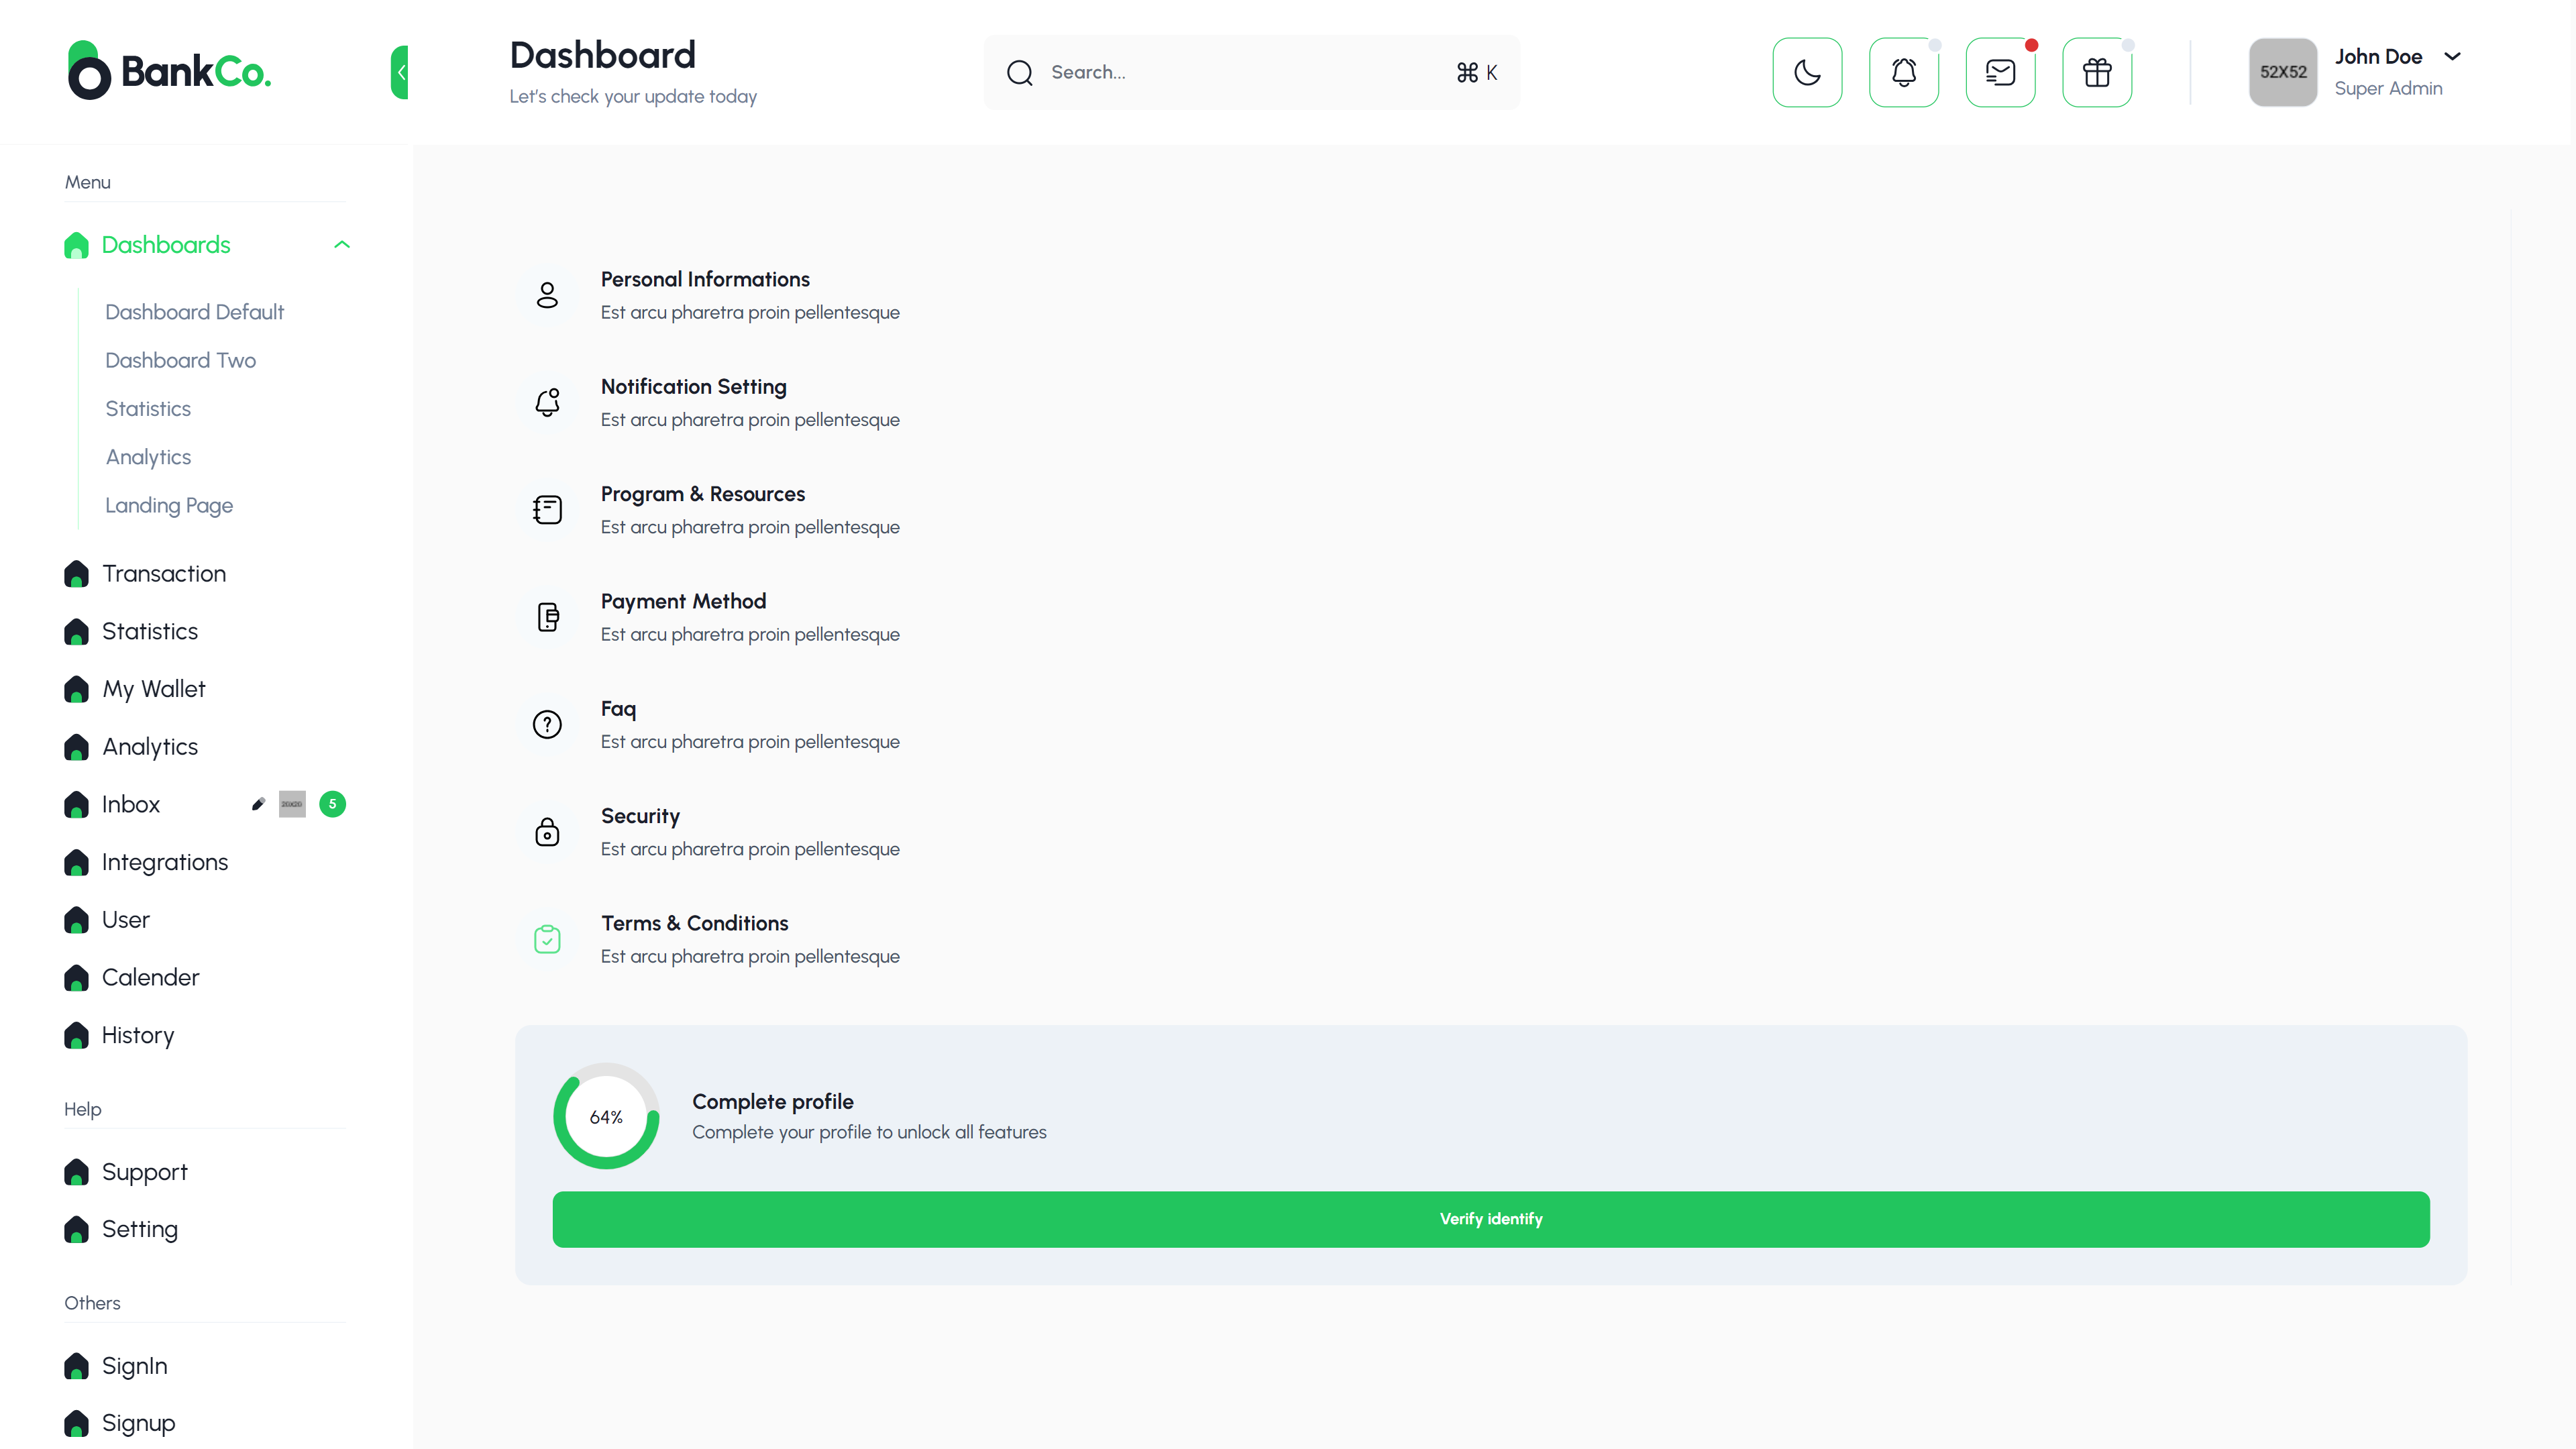 BankCo.
Dashboard
Let's check your update today
Search...
⌘ K
52X52
John Doe
Super Admin
Menu
Dashboards
Dashboard Default
Dashboard Two
Statistics
Analytics
Landing Page
Transaction
Statistics
My Wallet
Analytics
Inbox
20X20
5
Integrations
User
Calender
History
Help
Support
Setting
Others
SignIn
Signup
Personal Informations
Est arcu pharetra proin pellentesque
Notification Setting
Est arcu pharetra proin pellentesque
Program & Resources
Est arcu pharetra proin pellentesque
Payment Method
Est arcu pharetra proin pellentesque
Faq
Est arcu pharetra proin pellentesque
Security
Est arcu pharetra proin pellentesque
Terms & Conditions
Est arcu pharetra proin pellentesque
64%
Complete profile
Complete your profile to unlock all features
Verify identify